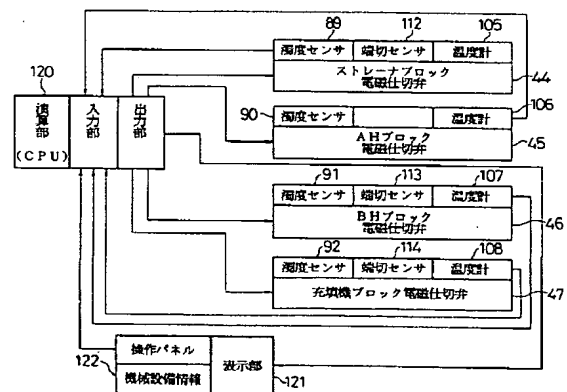 89
112
105
濁度センサ 端切センサ 温度計
ストレーナブロック
電磁仕切弁
44
120
演算部
(CPU)
入力部
出力部
90
106
濁度センサ 温度計
AHブロック
電磁仕切弁
45
91
113
107
濁度センサ 端切センサ 温度計
BHブロック
電磁仕切弁
46
92
114
108
濁度センサ 端切センサ 温度計
充填機ブロック電磁仕切弁
47
操作パネル
表示部
122
機械設備情報
121